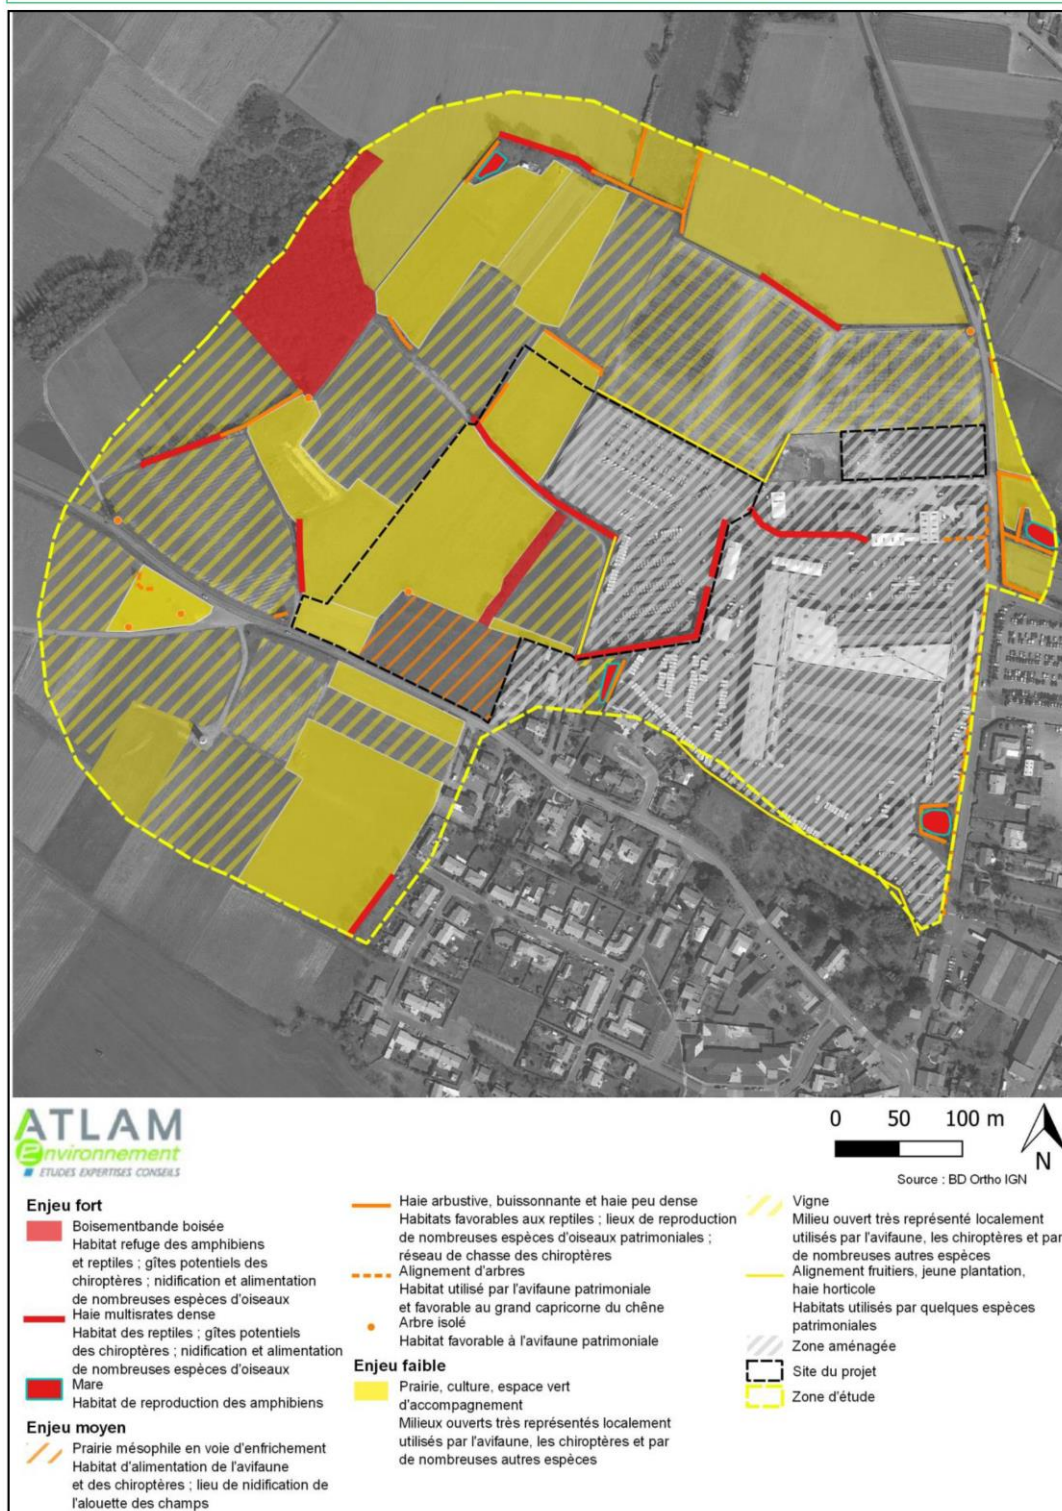 ATLAM
Environnement
ETUDES EXPERTISES CONSEILS
0 50 100 m
N
Source : BD Ortho IGN
Enjeu fort
Boisementbande boisée
Habitat refuge des amphibiens
et reptiles ; gîtes potentiels des
chiroptères ; nidification et alimentation
de nombreuses espèces d'oiseaux
Haie multisrates dense
Habitat des reptiles ; gîtes potentiels
des chiroptères ; nidification et alimentation
de nombreuses espèces d'oiseaux
Mare
Habitat de reproduction des amphibiens
Enjeu moyen
Prairie mésophile en voie d'enfrichement
Habitat d'alimentation de l'avifaune
et des chiroptères ; lieu de nidification de
l'alouette des champs
Haie arbustive, buissonnante et haie peu dense
Habitats favorables aux reptiles ; lieux de reproduction
de nombreuses espèces d'oiseaux patrimoniales ;
réseau de chasse des chiroptères
Alignement d'arbres
Habitat utilisé par l'avifaune patrimoniale
et favorable au grand capricorne du chêne
Arbre isolé
Habitat favorable à l'avifaune patrimoniale
Enjeu faible
Prairie, culture, espace vert
d'accompagnement
Milieux ouverts très représentés localement
utilisés par l'avifaune, les chiroptères et par
de nombreuses autres espèces
Vigne
Milieu ouvert très représenté localement
utilisés par l'avifaune, les chiroptères et par
de nombreuses autres espèces
Alignement fruitiers, jeune plantation,
haie horticole
Habitats utilisés par quelques espèces
patrimoniales
Zone aménagée
Site du projet
Zone d'étude